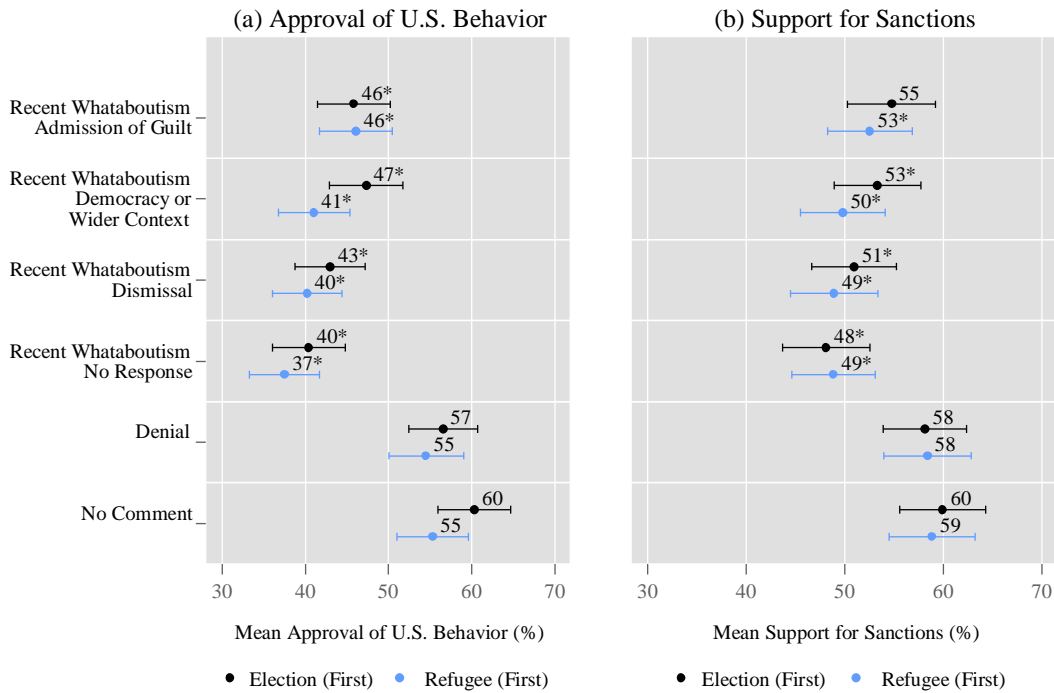 (a) Approval of U.S. Behavior
(b) Support for Sanctions
Recent Whataboutism
Admission of Guilt
46*
46*
55
53*
Recent Whataboutism
Democracy or
Wider Context
47*
41*
53*
50*
Recent Whataboutism
Dismissal
43*
40*
51*
49*
Recent Whataboutism
No Response
40*
37*
48*
49*
Denial
57
55
58
58
No Comment
60
55
60
59
30 40 50 60 70
30 40 50 60 70
Mean Approval of U.S. Behavior (%)
Mean Support for Sanctions (%)
Election (First) Refugee (First)
Election (First) Refugee (First)